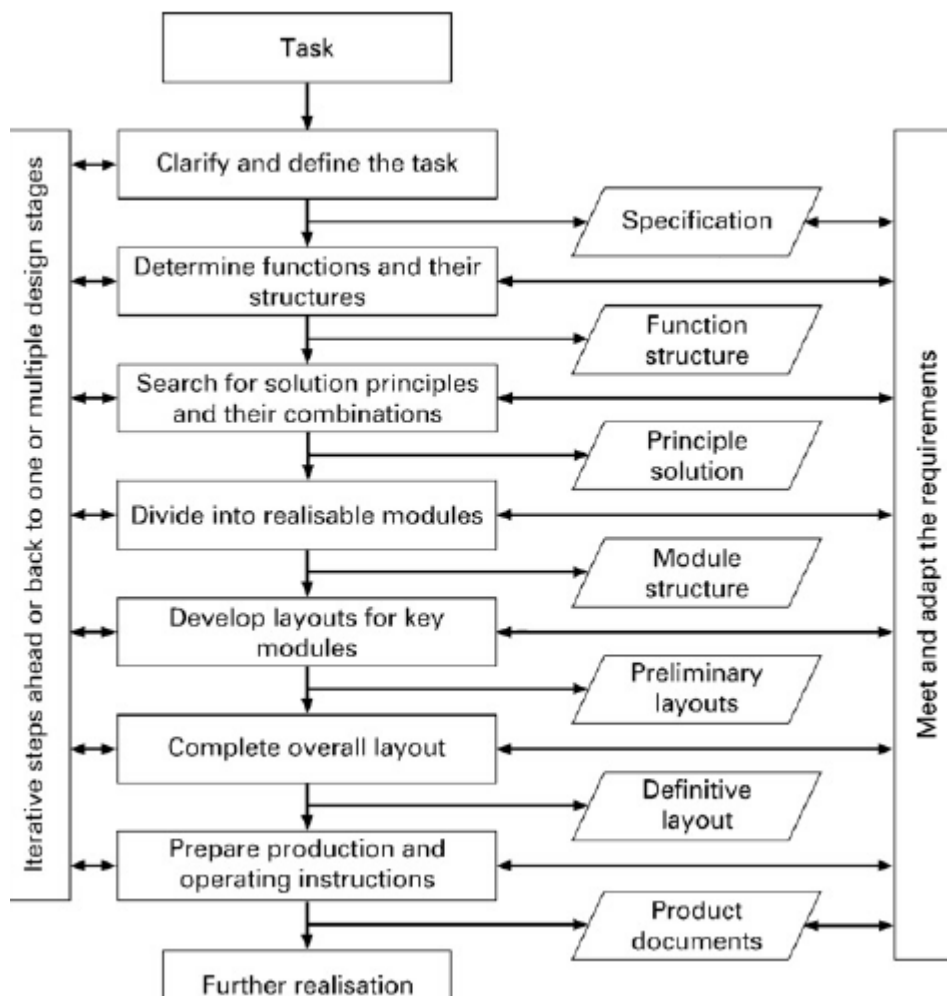 Task
Clarify and define the task
Specification
Determine functions and their
structures
Function
structure
Search for solution principles
and their combinations
Principle
solution
Divide into realisable modules
Module
structure
Develop layouts for key
modules
Preliminary
layouts
Complete overall layout
Definitive
layout
Prepare production and
operating instructions
Product
documents
Further realisation
Iterative steps ahead or back to one or multiple design stages
Meet and adapt the requirements